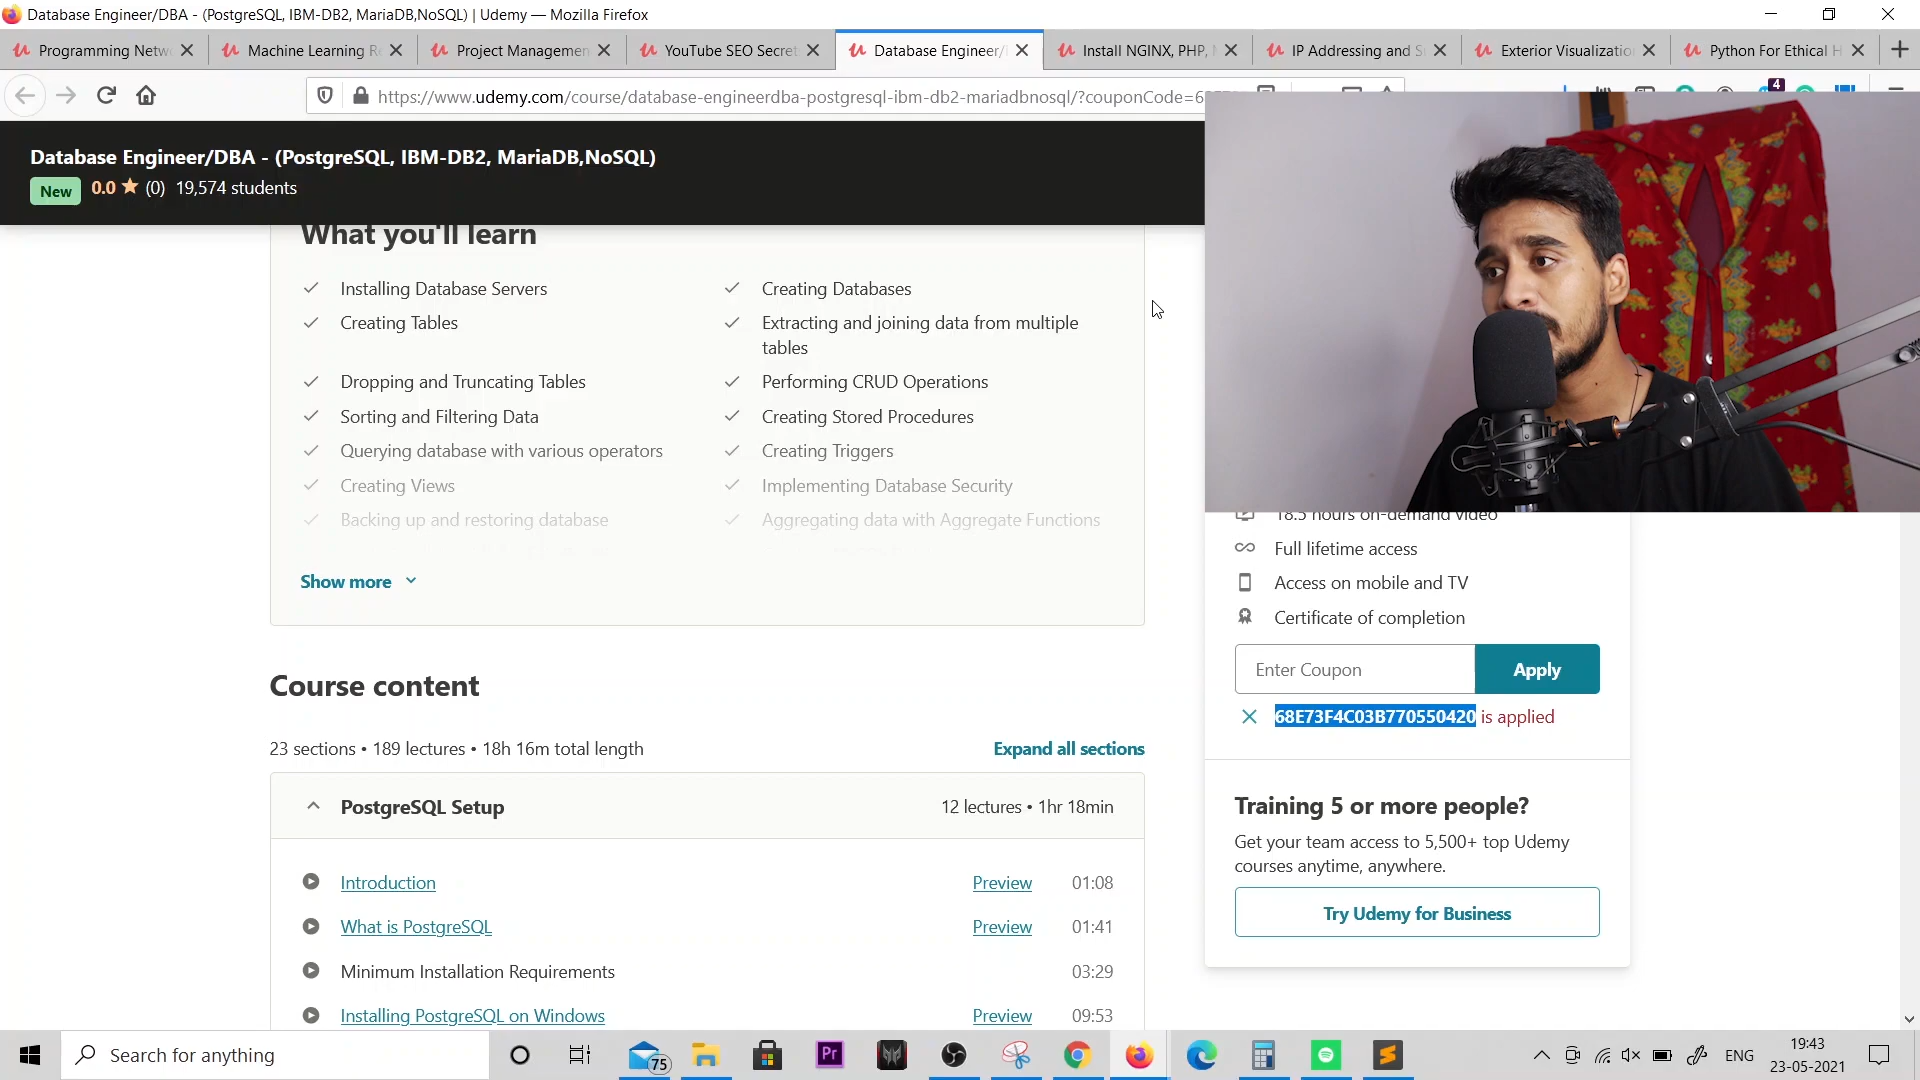 Database Engineer/DBA - (PostgreSQL, IBM-DB2, MariaDB,NoSQL) | Udemy — Mozilla Firefox
Programming Netw
Machine Learning R
Project Managemen
YouTube SEO Secret
Database Engineer/
Install NGINX, PHP,
IP Addressing and S
Exterior Visualizatio
Python For Ethical H
https://www.udemy.com/course/database-engineerdba-postgresql-ibm-db2-mariadbnosql/?couponCode=6
4
Database Engineer/DBA - (PostgreSQL, IBM-DB2, MariaDB,NoSQL)
New 0.0 (0) 19,574 students
What you'll learn
Installing Database Servers
Creating Databases
Creating Tables
Extracting and joining data from multiple
tables
Dropping and Truncating Tables
Performing CRUD Operations
Sorting and Filtering Data
Creating Stored Procedures
Querying database with various operators
Creating Triggers
Creating Views
Implementing Database Security
Backing up and restoring database
Aggregating data with Aggregate Functions
Show more
18.5 hours on-demand video
Full lifetime access
Access on mobile and TV
Certificate of completion
Enter Coupon
Apply
68E73F4C03B770550420 is applied
Course content
23 sections • 189 lectures • 18h 16m total length
Expand all sections
PostgreSQL Setup
12 lectures • 1hr 18min
Introduction Preview 01:08
What is PostgreSQL Preview 01:41
Minimum Installation Requirements 03:29
Installing PostgreSQL on Windows Preview 09:53
Training 5 or more people?
Get your team access to 5,500+ top Udemy
courses anytime, anywhere.
Try Udemy for Business
Search for anything
75
Pr
ENG
19:43
23-05-2021